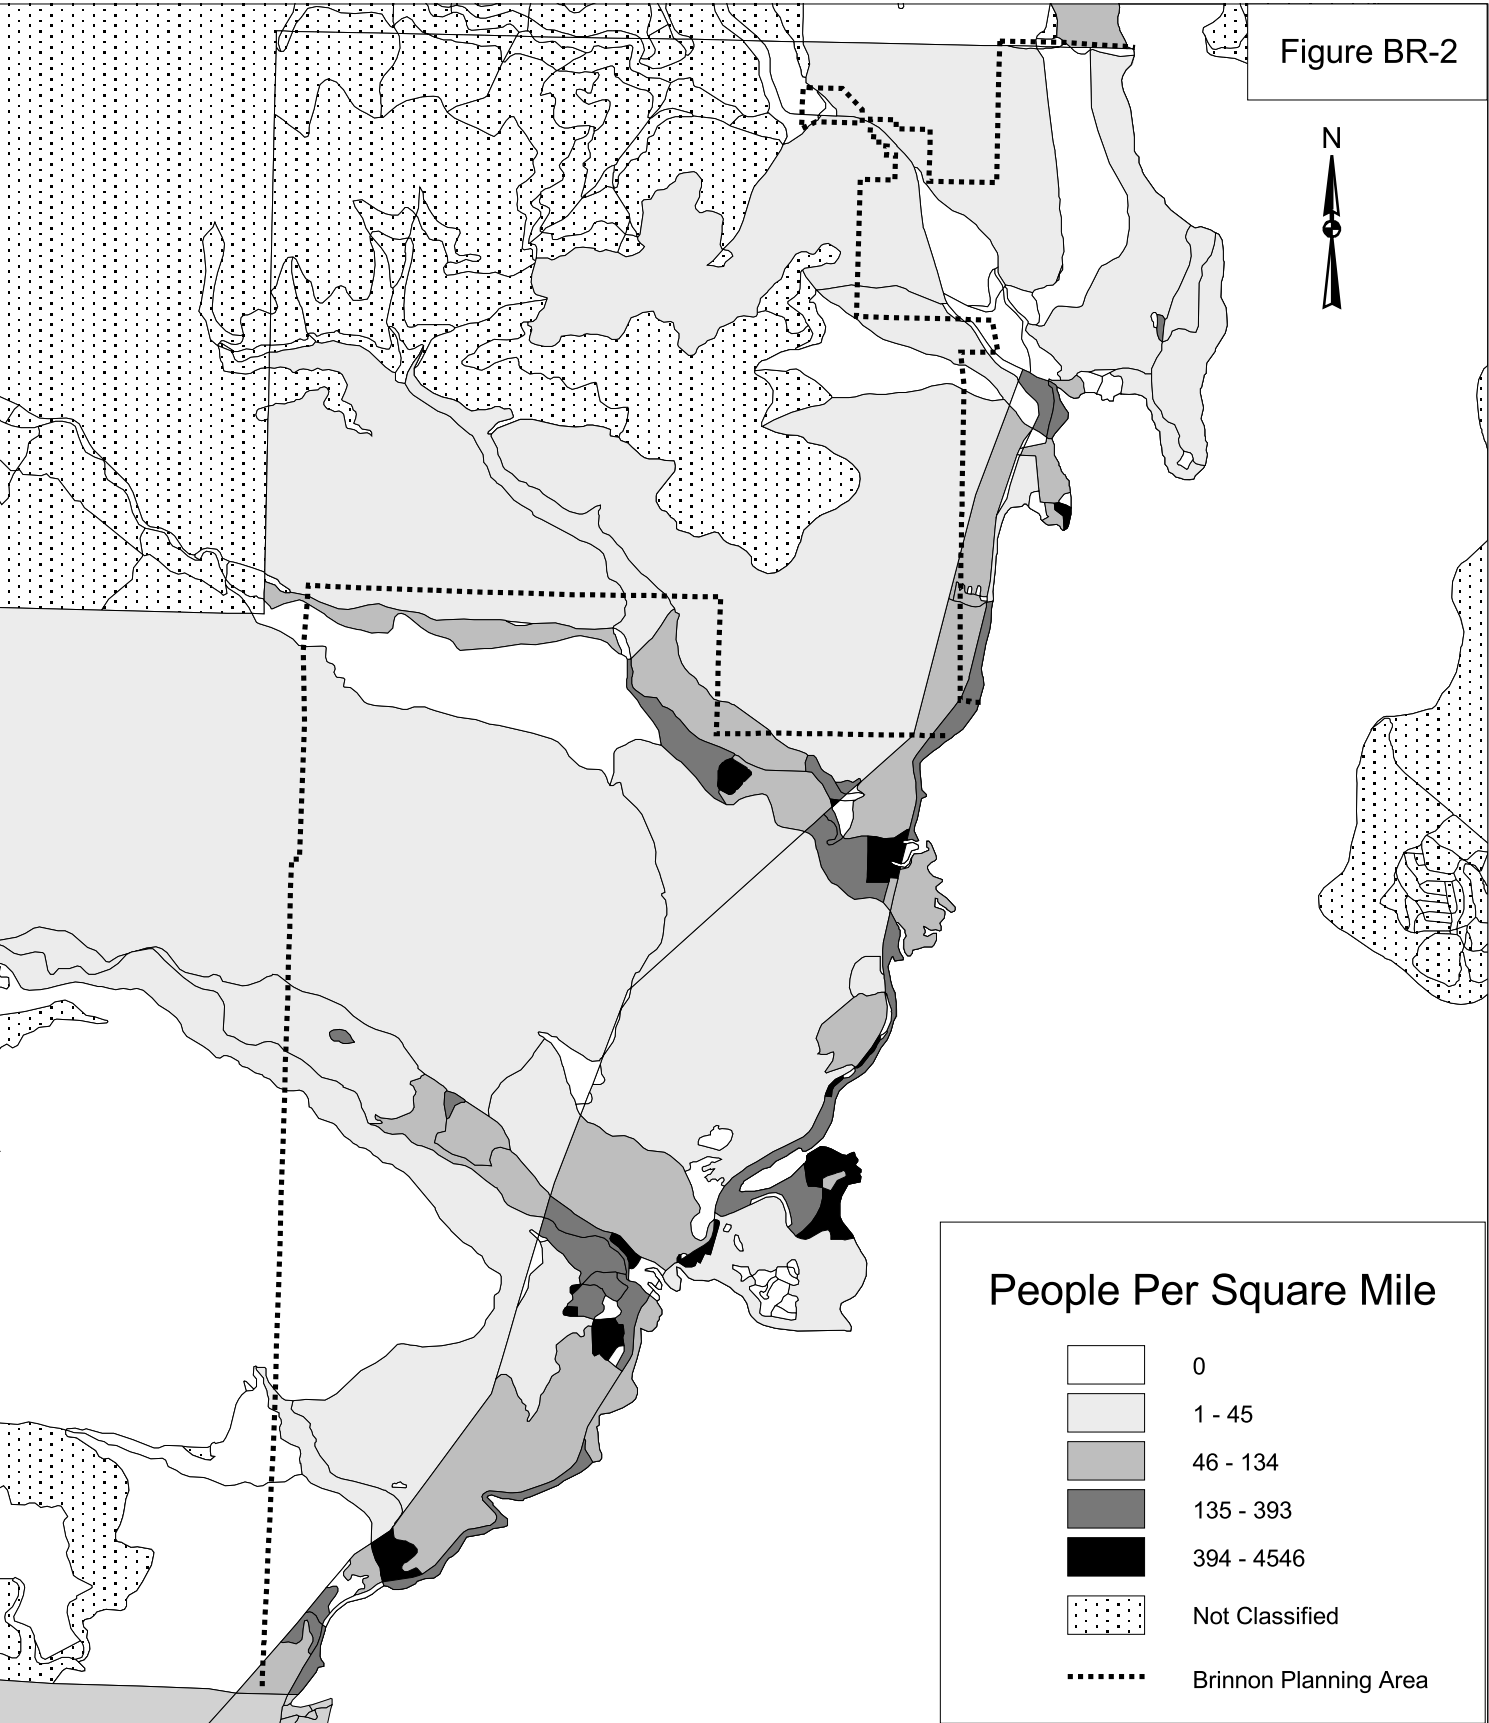 Figure BR-2
N
People Per Square Mile
0
1 - 45
46 - 134
135 - 393
394 - 4546
Not Classified
Brinnon Planning Area